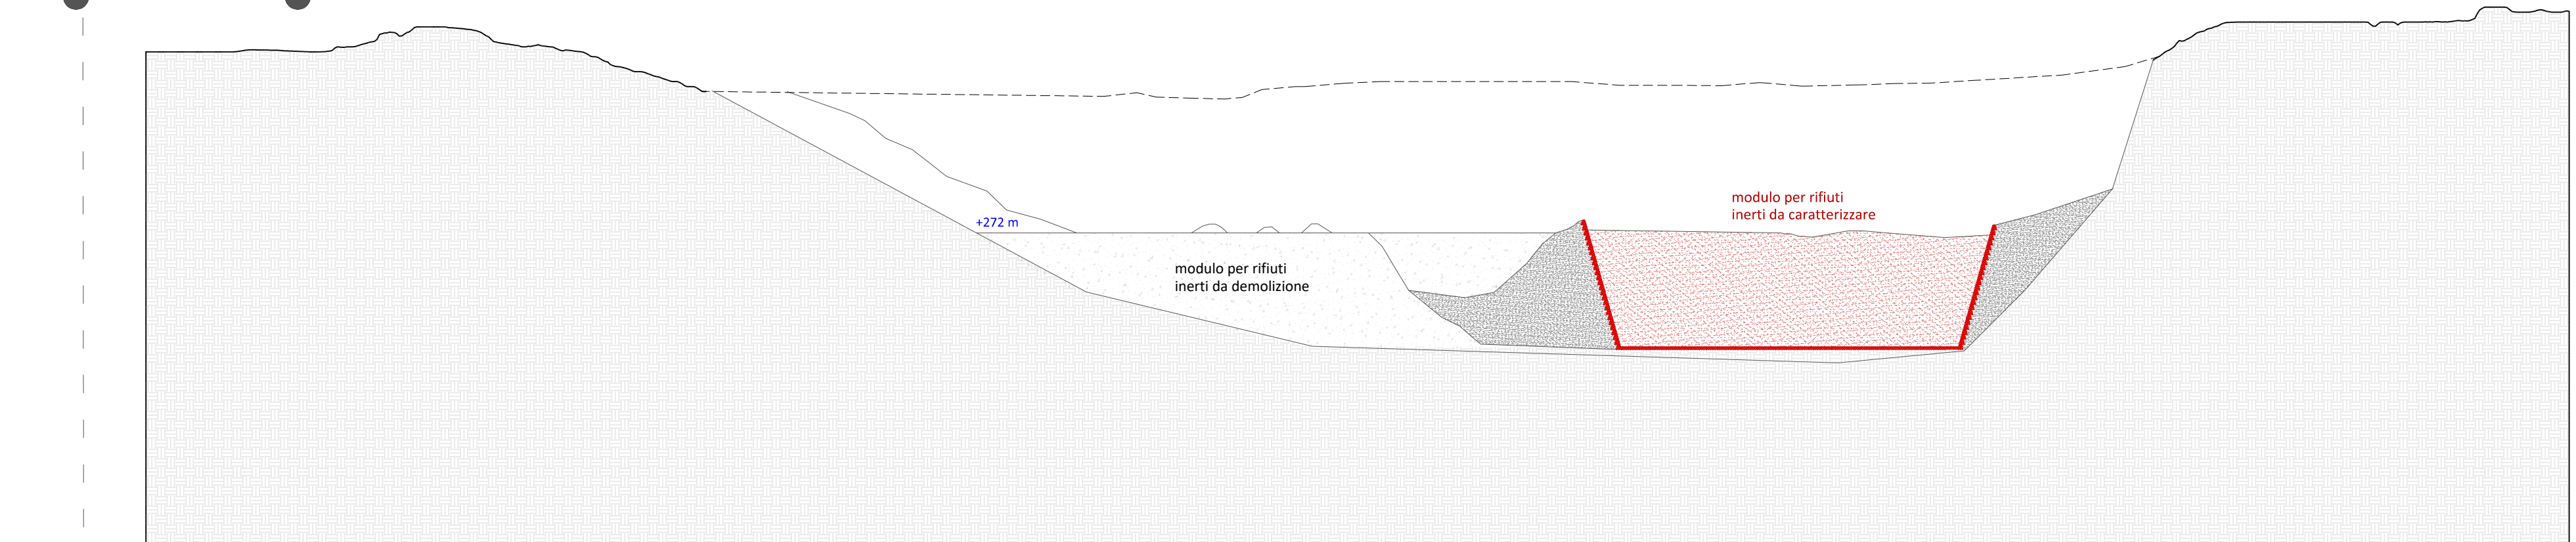 modulo per rifiuti
inerti da caratterizzare
+272 m
modulo per rifiuti
inerti da demolizione